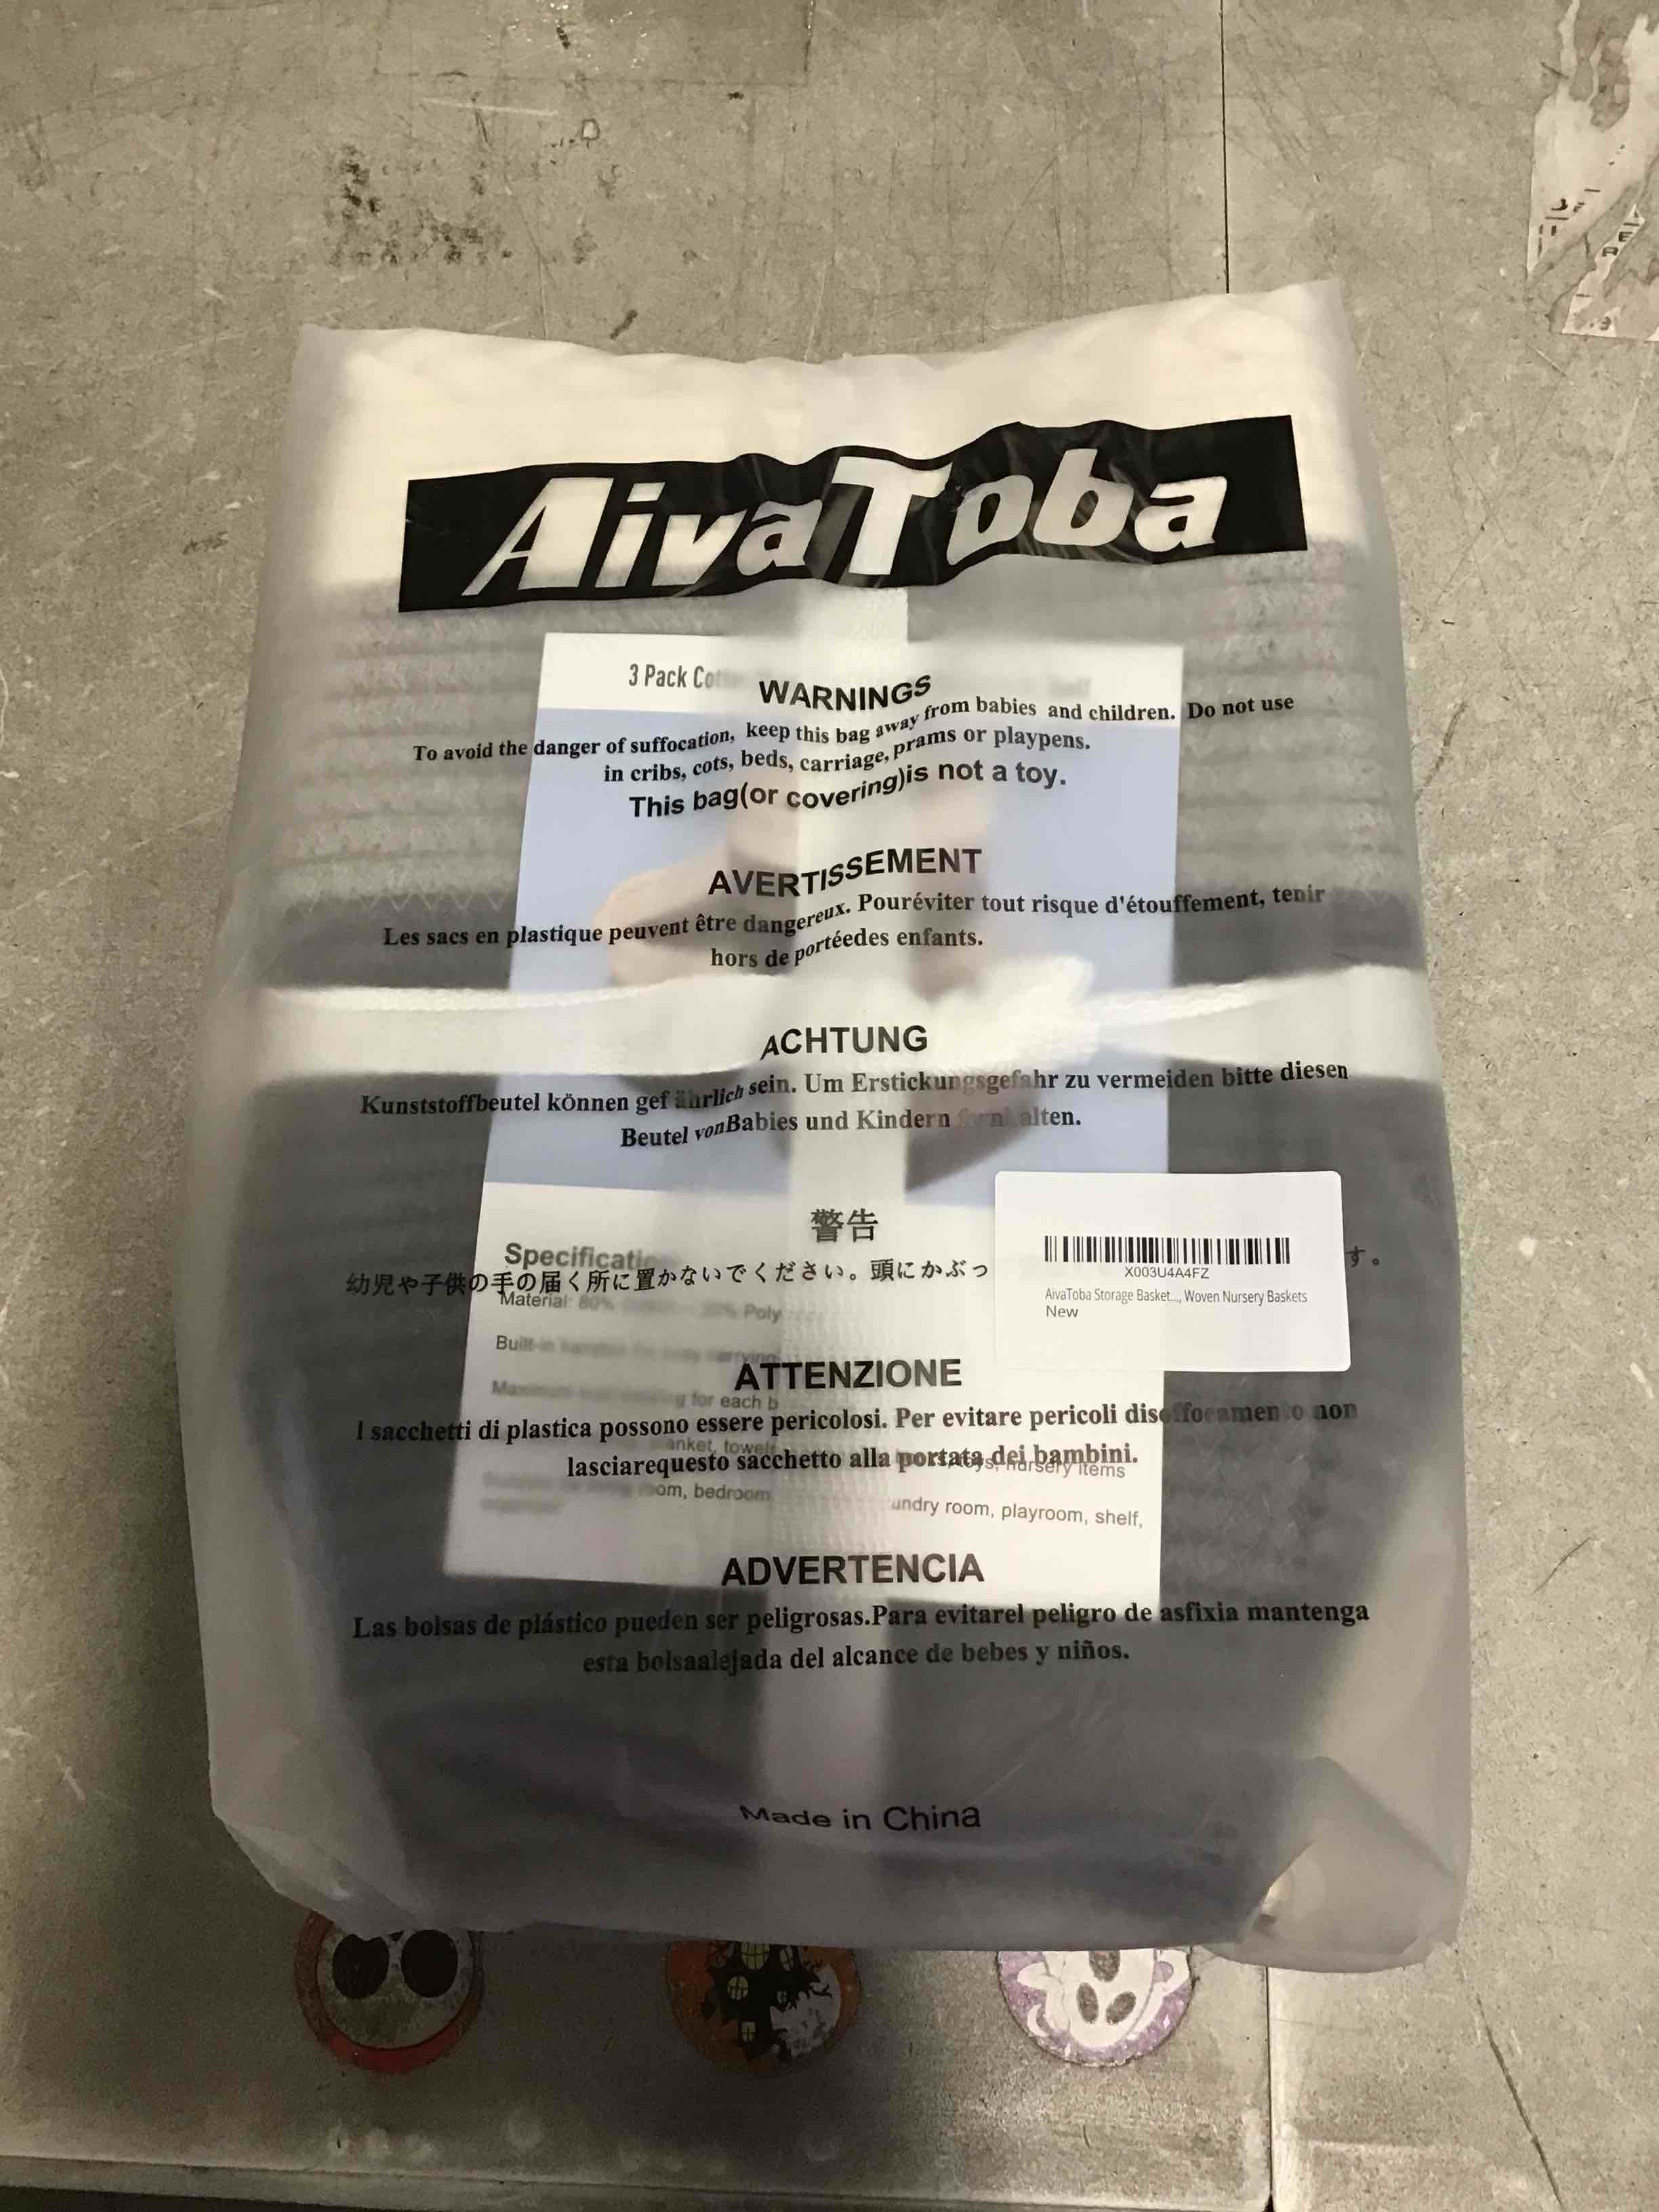 AivaToba
3 Pack
WARNINGS
To avoid the danger of suffocation, keep this bag away from babies and children. Do not use
in cribs, cots, beds, carriage, prams or playpens.
This bag(or covering)is not a toy.
AVERTISSEMENT
Les sacs en plastique peuvent être dangereux. Pouréviter tout risque d'étouffement, tenir
hors de portéedes enfants.
ACHTUNG
Kunststoffbeutel können gef ährlich sein. Um Erstickungsgefahr zu vermeiden bitte diesen
Beutel vonBabies und Kindern fernhalten.
警告
幼児や子供の手の届く所に置かないでください。頭にかぶっ
す。
X003U4A4FZ
AivaToba Storage Basket..., Woven Nursery Baskets
New
Material: 80% Poly
Built-in carrying
for each b
ATTENZIONE
I sacchetti di plastica possono essere pericolosi. Per evitare pericoli disoffocamento non
lasciarequesto sacchetto alla portata dei bambini.
towels toys, nursery items
bedroom undry room, playroom, shelf,
ADVERTENCIA
Las bolsas de plástico pueden ser peligrosas.Para evitarel peligro de asfixia mantenga
esta bolsaalejada del alcance de bebes y niños.
Made in China